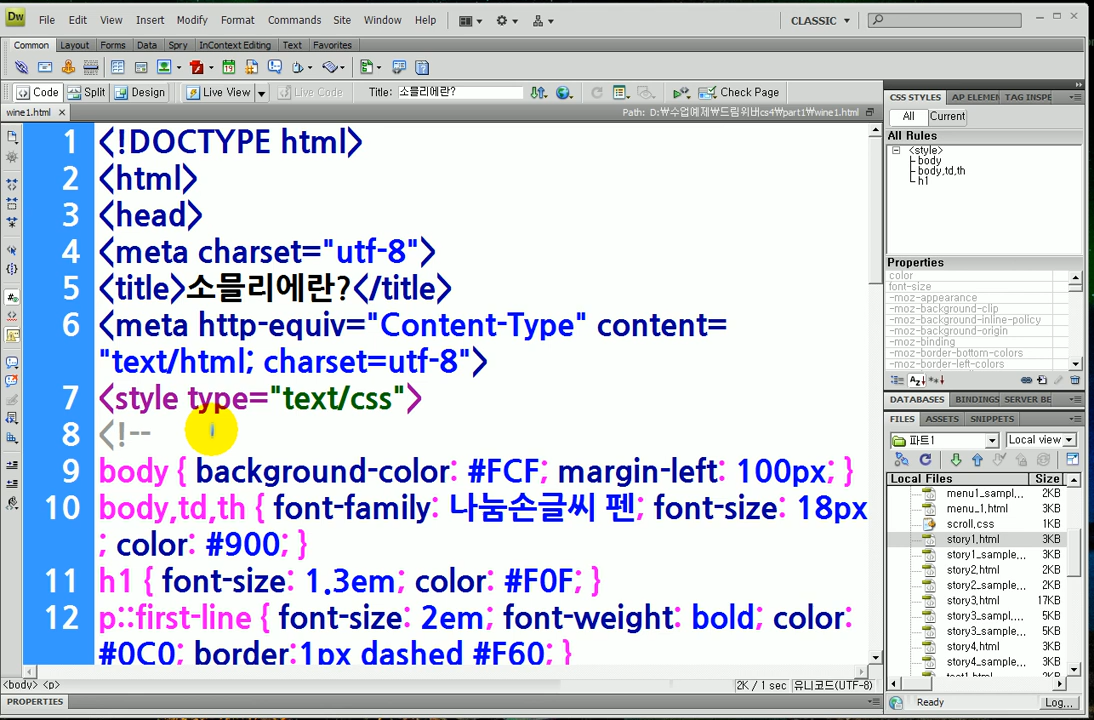 Dw File Edit View Insert Modify Format Commands Site Window Help CLASSIC
Common Layout Forms Data Spry InContext Editing Text Favorites
Code Split Design Live View Live Code Title: 소믈리에란? Check Page
wine1.html Path: D:₩수업예제₩드림위버cs4₩part1₩wine1.html
1 <!DOCTYPE html>
2 <html>
3 <head>
4 <meta charset="utf-8">
5 <title>소믈리에란?</title>
6 <meta http-equiv="Content-Type" content=
"text/html; charset=utf-8">
7 <style type="text/css">
8 <!--
9 body { background-color: #FCF; margin-left: 100px; }
10 body,td,th { font-family: 나눔손글씨 펜; font-size: 18px
; color: #900; }
11 h1 { font-size: 1.3em; color: #F0F; }
12 p::first-line { font-size: 2em; font-weight: bold; color:
#0C0; border:1px dashed #F60; }
<body> <p> 2K / 1 sec 유니코드(UTF-8)
PROPERTIES
CSS STYLES AP ELEMEN TAG INSPE
All Current
All Rules
<style>
body
body,td,th
h1
Properties
color
font-size
-moz-appearance
-moz-background-clip
-moz-background-inline-policy
-moz-background-origin
-moz-binding
-moz-border-bottom-colors
-moz-border-left-colors
DATABASES BINDINGS SERVER BE
FILES ASSETS SNIPPETS
파트1 Local view
Local Files Size
menu1_sampl... 2KB
menu_1.html 3KB
scroll.css 1KB
story1.html 3KB
story1_sample... 3KB
story2.html 2KB
story2_sample... 2KB
story3.html 17KB
story3_sampl... 5KB
story3_sample... 5KB
story4.html 3KB
story4_sample... 3KB
test1.html 2KB
Ready Log...